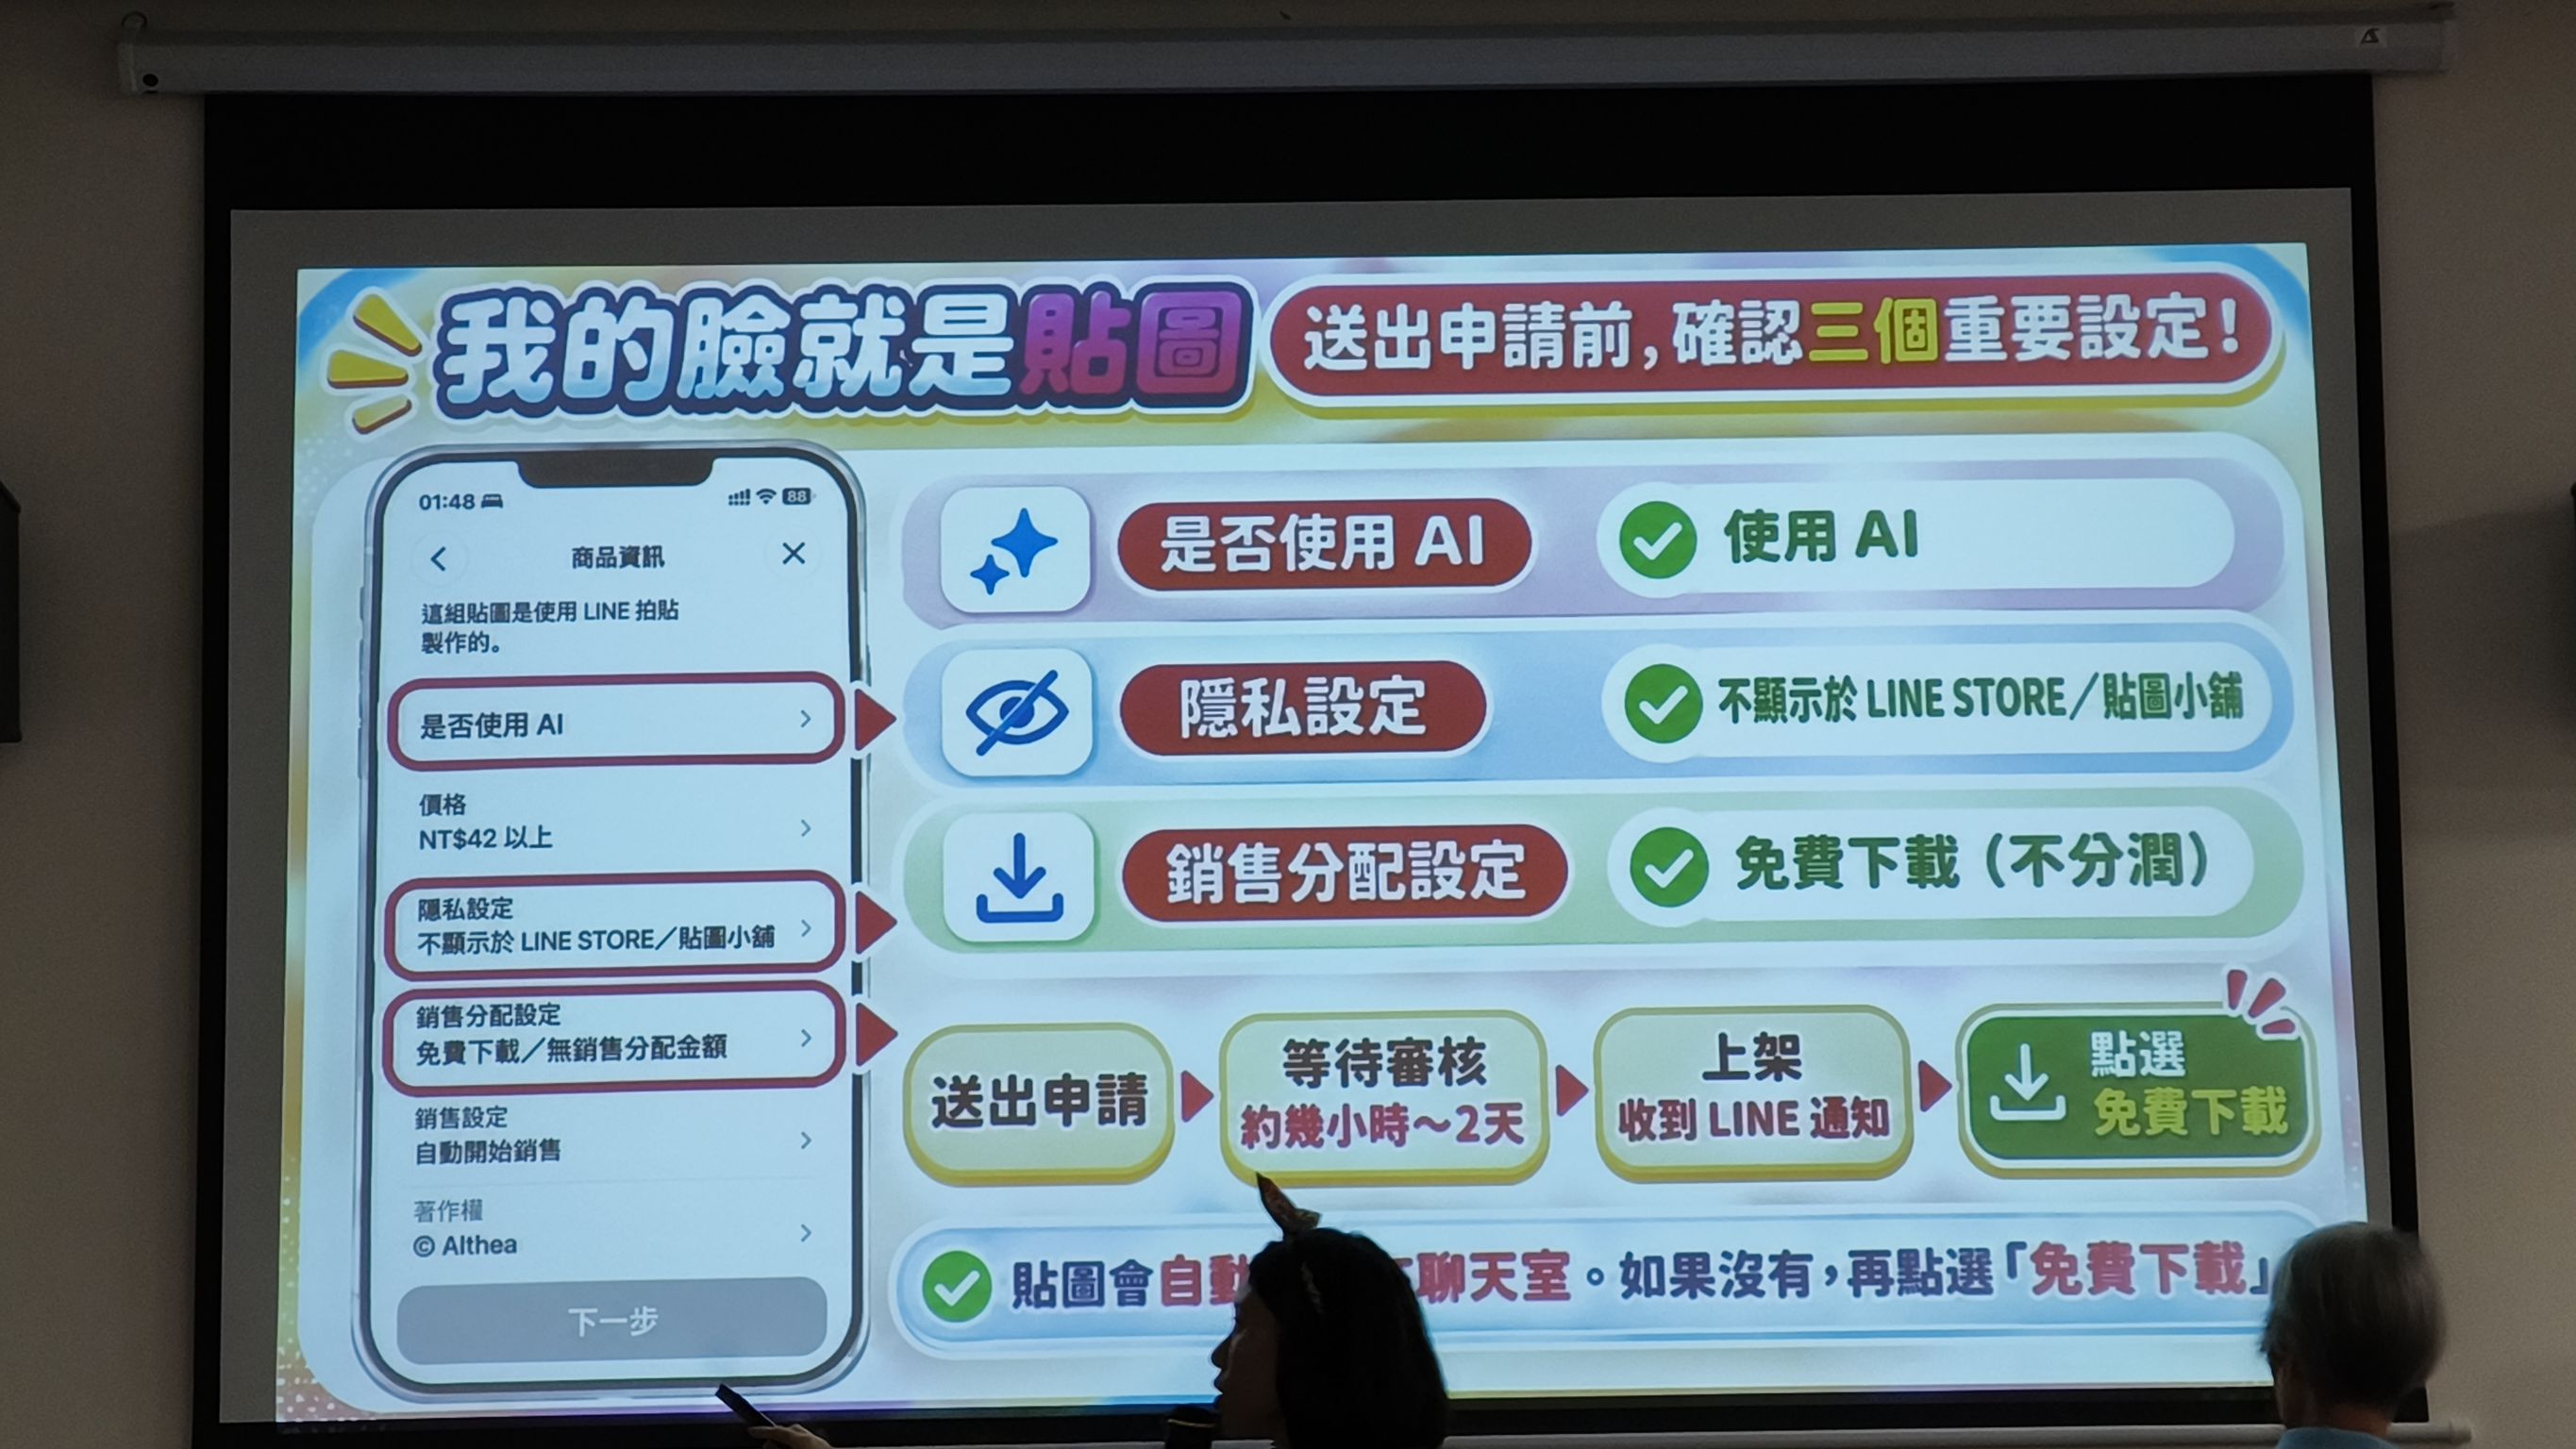 我的臉就是貼圖
送出申請前,確認三個重要設定!
01:48
88
商品資訊
這組貼圖是使用 LINE 拍貼
製作的。
是否使用 AI
價格
NT$42 以上
隱私設定
不顯示於 LINE STORE／貼圖小舖
銷售分配設定
免費下載／無銷售分配金額
銷售設定
自動開始銷售
著作權
© Althea
下一步
是否使用 AI
使用 AI
隱私設定
不顯示於 LINE STORE／貼圖小舖
銷售分配設定
免費下載（不分潤）
送出申請
等待審核
約幾小時～2天
上架
收到 LINE 通知
點選
免費下載
貼圖會自動 聊天室。如果沒有,再點選「免費下載」